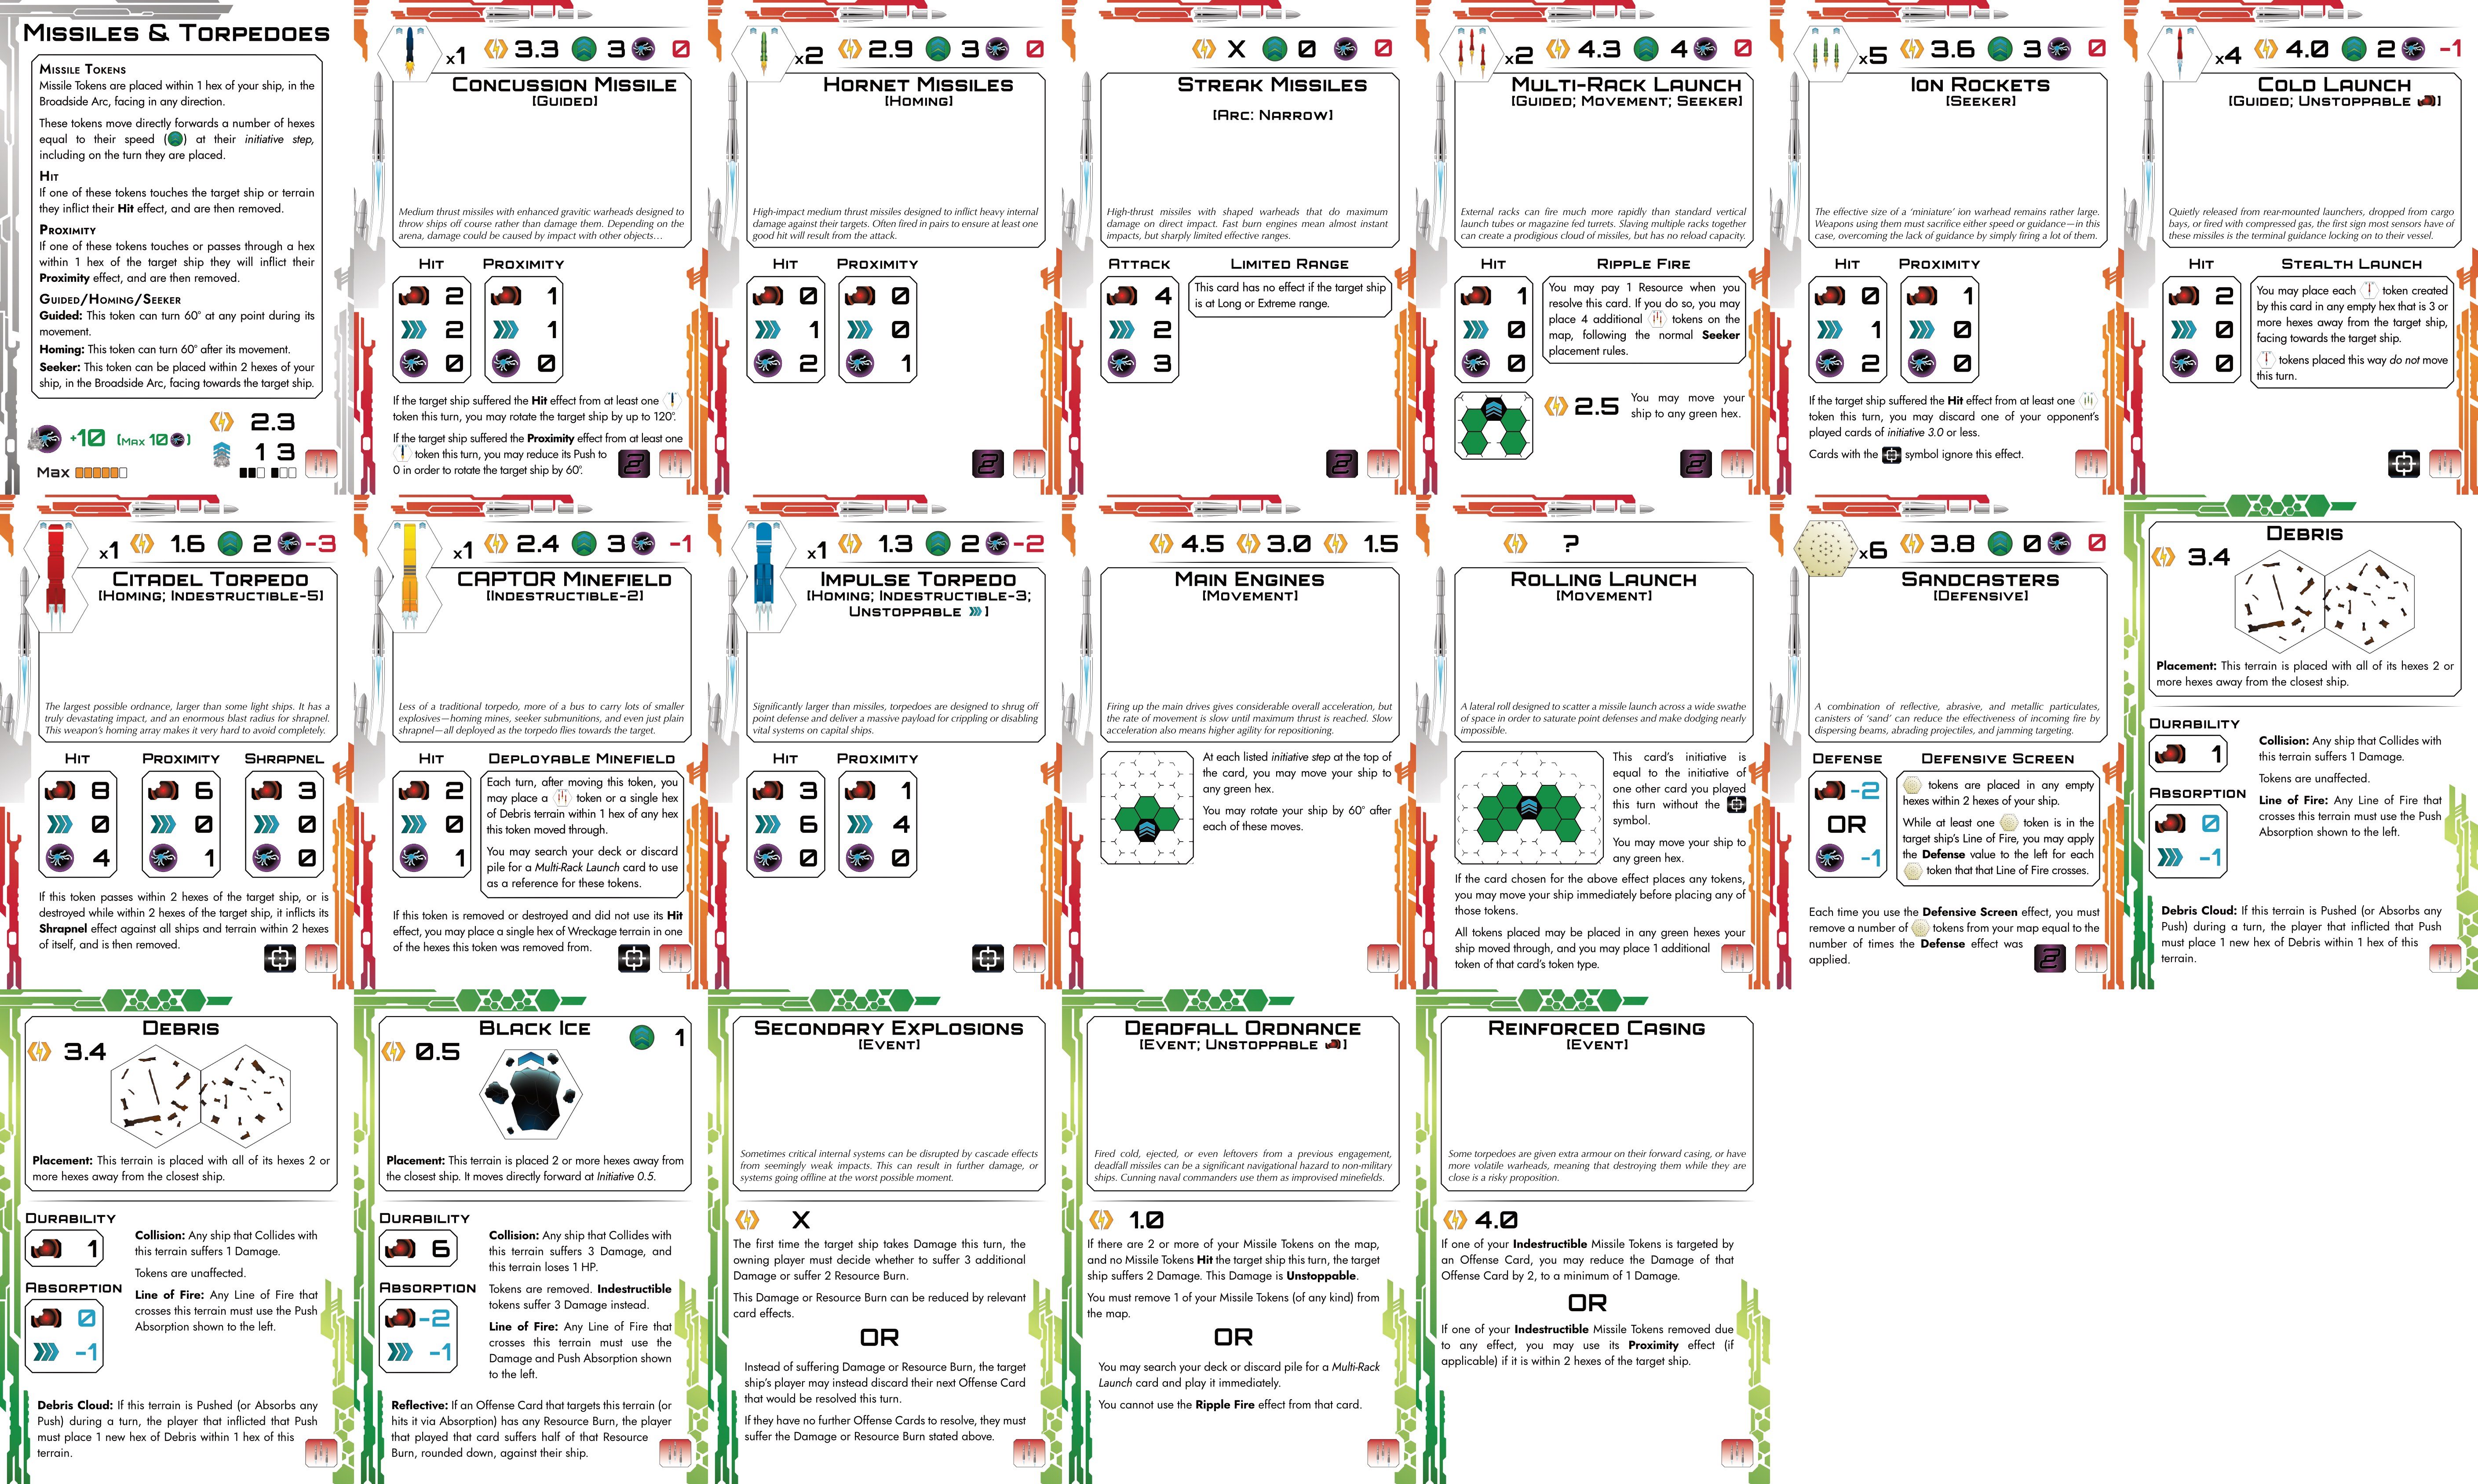 MISSILES & TORPEDOES
MISSILE TOKENS
Missile Tokens are placed within 1 hex of your ship, in the
Broadside Arc, facing in any direction.
These tokens move directly forwards a number of hexes
equal to their speed ( ) at their initiative step,
including on the turn they are placed.
HIT
If one of these tokens touches the target ship or terrain
they inflict their Hit effect, and are then removed.
PROXIMITY
If one of these tokens touches or passes through a hex
within 1 hex of the target ship they will inflict their
Proximity effect, and are then removed.
GUIDED/HOMING/SEEKER
Guided: This token can turn 60° at any point during its
movement.
Homing: This token can turn 60° after its movement.
Seeker: This token can be placed within 2 hexes of your
ship, in the Broadside Arc, facing towards the target ship.
+10 [MAX 10 ]
2.3
1 3
MAX
x1 3.3 3 0
CONCUSSION MISSILE
[GUIDED]
Medium thrust missiles with enhanced gravitic warheads designed to
throw ships off course rather than damage them. Depending on the
arena, damage could be caused by impact with other objects…
HIT PROXIMITY
2 1
2 1
0 0
If the target ship suffered the Hit effect from at least one
token this turn, you may rotate the target ship by up to 120°.
If the target ship suffered the Proximity effect from at least one
token this turn, you may reduce its Push to
0 in order to rotate the target ship by 60°.
2
x2 2.9 3 0
HORNET MISSILES
[HOMING]
High-impact medium thrust missiles designed to inflict heavy internal
damage against their targets. Often fired in pairs to ensure at least one
good hit will result from the attack.
HIT PROXIMITY
0 0
1 0
2 1
2
X 0 0
STREAK MISSILES
[ARC: NARROW]
High-thrust missiles with shaped warheads that do maximum
damage on direct impact. Fast burn engines mean almost instant
impacts, but sharply limited effective ranges.
ATTACK LIMITED RANGE
4
2
3
This card has no effect if the target ship
is at Long or Extreme range.
2
x2 4.3 4 0
MULTI-RACK LAUNCH
[GUIDED; MOVEMENT; SEEKER]
External racks can fire much more rapidly than standard vertical
launch tubes or magazine fed turrets. Slaving multiple racks together
can create a prodigious cloud of missiles, but has no reload capacity.
HIT RIPPLE FIRE
1
0
0
You may pay 1 Resource when you
resolve this card. If you do so, you may
place 4 additional tokens on the
map, following the normal Seeker
placement rules.
2.5
You may move your
ship to any green hex.
2
x5 3.6 3 0
ION ROCKETS
[SEEKER]
The effective size of a ‘miniature’ ion warhead remains rather large.
Weapons using them must sacrifice either speed or guidance—in this
case, overcoming the lack of guidance by simply firing a lot of them.
HIT PROXIMITY
0 1
1 0
2 0
If the target ship suffered the Hit effect from at least one
token this turn, you may discard one of your opponent’s
played cards of initiative 3.0 or less.
Cards with the symbol ignore this effect.
x4 4.0 2 -1
COLD LAUNCH
[GUIDED; UNSTOPPABLE ]
Quietly released from rear-mounted launchers, dropped from cargo
bays, or fired with compressed gas, the first sign most sensors have of
these missiles is the terminal guidance locking on to their vessel.
HIT STEALTH LAUNCH
2
0
0
You may place each token created
by this card in any empty hex that is 3 or
more hexes away from the target ship,
facing towards the target ship.
tokens placed this way do not move
this turn.
x1 1.6 2 -3
CITADEL TORPEDO
[HOMING; INDESTRUCTIBLE-5]
The largest possible ordnance, larger than some light ships. It has a
truly devastating impact, and an enormous blast radius for shrapnel.
This weapon’s homing array makes it very hard to avoid completely.
HIT PROXIMITY SHRAPNEL
8 6 3
0 0 0
4 1 0
If this token passes within 2 hexes of the target ship, or is
destroyed while within 2 hexes of the target ship, it inflicts its
Shrapnel effect against all ships and terrain within 2 hexes
of itself, and is then removed.
x1 2.4 3 -1
CAPTOR MINEFIELD
[INDESTRUCTIBLE-2]
Less of a traditional torpedo, more of a bus to carry lots of smaller
explosives—homing mines, seeker submunitions, and even just plain
shrapnel—all deployed as the torpedo flies towards the target.
HIT DEPLOYABLE MINEFIELD
2
0
1
Each turn, after moving this token, you
may place a token or a single hex
of Debris terrain within 1 hex of any hex
this token moved through.
You may search your deck or discard
pile for a Multi-Rack Launch card to use
as a reference for these tokens.
If this token is removed or destroyed and did not use its Hit
effect, you may place a single hex of Wreckage terrain in one
of the hexes this token was removed from.
x1 1.3 2 -2
IMPULSE TORPEDO
[HOMING; INDESTRUCTIBLE-3;
UNSTOPPABLE ]
Significantly larger than missiles, torpedoes are designed to shrug off
point defense and deliver a massive payload for crippling or disabling
vital systems on capital ships.
HIT PROXIMITY
3 1
6 4
0 0
4.5 3.0 1.5
MAIN ENGINES
[MOVEMENT]
Firing up the main drives gives considerable overall acceleration, but
the rate of movement is slow until maximum thrust is reached. Slow
acceleration also means higher agility for repositioning.
At each listed initiative step at the top of
the card, you may move your ship to
any green hex.
You may rotate your ship by 60° after
each of these moves.
?
ROLLING LAUNCH
[MOVEMENT]
A lateral roll designed to scatter a missile launch across a wide swathe
of space in order to saturate point defenses and make dodging nearly
impossible.
This card’s initiative is
equal to the initiative of
one other card you played
this turn without the
symbol.
You may move your ship to
any green hex.
If the card chosen for the above effect places any tokens,
you may move your ship immediately before placing any of
those tokens.
All tokens placed may be placed in any green hexes your
ship moved through, and you may place 1 additional
token of that card’s token type.
x6 3.8 0 0
SANDCASTERS
[DEFENSIVE]
A combination of reflective, abrasive, and metallic particulates,
canisters of ‘sand’ can reduce the effectiveness of incoming fire by
dispersing beams, abrading projectiles, and jamming targeting.
DEFENSE DEFENSIVE SCREEN
-2
OR
-1
tokens are placed in any empty
hexes within 2 hexes of your ship.
While at least one token is in the
target ship’s Line of Fire, you may apply
the Defense value to the left for each
token that that Line of Fire crosses.
Each time you use the Defensive Screen effect, you must
remove a number of tokens from your map equal to the
number of times the Defense effect was
applied.
2
DEBRIS
3.4
Placement: This terrain is placed with all of its hexes 2 or
more hexes away from the closest ship.
DURABILITY
1
ABSORPTION
0
-1
Collision: Any ship that Collides with
this terrain suffers 1 Damage.
Tokens are unaffected.
Line of Fire: Any Line of Fire that
crosses this terrain must use the Push
Absorption shown to the left.
Debris Cloud: If this terrain is Pushed (or Absorbs any
Push) during a turn, the player that inflicted that Push
must place 1 new hex of Debris within 1 hex of this
terrain.
DEBRIS
3.4
Placement: This terrain is placed with all of its hexes 2 or
more hexes away from the closest ship.
DURABILITY
1
ABSORPTION
0
-1
Collision: Any ship that Collides with
this terrain suffers 1 Damage.
Tokens are unaffected.
Line of Fire: Any Line of Fire that
crosses this terrain must use the Push
Absorption shown to the left.
Debris Cloud: If this terrain is Pushed (or Absorbs any
Push) during a turn, the player that inflicted that Push
must place 1 new hex of Debris within 1 hex of this
terrain.
BLACK ICE
0.5 1
Placement: This terrain is placed 2 or more hexes away from
the closest ship. It moves directly forward at Initiative 0.5.
DURABILITY
6
ABSORPTION
-2
-1
Collision: Any ship that Collides with
this terrain suffers 3 Damage, and
this terrain loses 1 HP.
Tokens are removed. Indestructible
tokens suffer 3 Damage instead.
Line of Fire: Any Line of Fire that
crosses this terrain must use the
Damage and Push Absorption shown
to the left.
Reflective: If an Offense Card that targets this terrain (or
hits it via Absorption) has any Resource Burn, the player
that played that card suffers half of that Resource
Burn, rounded down, against their ship.
SECONDARY EXPLOSIONS
[EVENT]
Sometimes critical internal systems can be disrupted by cascade effects
from seemingly weak impacts. This can result in further damage, or
systems going offline at the worst possible moment.
X
The first time the target ship takes Damage this turn, the
owning player must decide whether to suffer 3 additional
Damage or suffer 2 Resource Burn.
This Damage or Resource Burn can be reduced by relevant
card effects.
OR
Instead of suffering Damage or Resource Burn, the target
ship’s player may instead discard their next Offense Card
that would be resolved this turn.
If they have no further Offense Cards to resolve, they must
suffer the Damage or Resource Burn stated above.
DEADFALL ORDNANCE
[EVENT; UNSTOPPABLE ]
Fired cold, ejected, or even leftovers from a previous engagement,
deadfall missiles can be a significant navigational hazard to non-military
ships. Cunning naval commanders use them as improvised minefields.
1.0
If there are 2 or more of your Missile Tokens on the map,
and no Missile Tokens Hit the target ship this turn, the target
ship suffers 2 Damage. This Damage is Unstoppable.
You must remove 1 of your Missile Tokens (of any kind) from
the map.
OR
You may search your deck or discard pile for a Multi-Rack
Launch card and play it immediately.
You cannot use the Ripple Fire effect from that card.
REINFORCED CASING
[EVENT]
Some torpedoes are given extra armour on their forward casing, or have
more volatile warheads, meaning that destroying them while they are
close is a risky proposition.
4.0
If one of your Indestructible Missile Tokens is targeted by
an Offense Card, you may reduce the Damage of that
Offense Card by 2, to a minimum of 1 Damage.
OR
If one of your Indestructible Missile Tokens removed due
to any effect, you may use its Proximity effect (if
applicable) if it is within 2 hexes of the target ship.